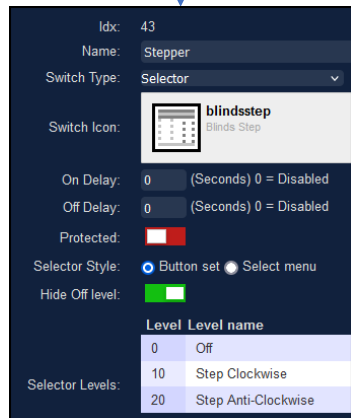 Idx: 43
Name: Stepper
Switch Type: Selector
Switch Icon: blindsstep
Blinds Step
On Delay: 0 (Seconds) 0 = Disabled
Off Delay: 0 (Seconds) 0 = Disabled
Protected:
Selector Style: Button set Select menu
Hide Off level:
Level Level name
0 Off
10 Step Clockwise
Selector Levels:
20 Step Anti-Clockwise